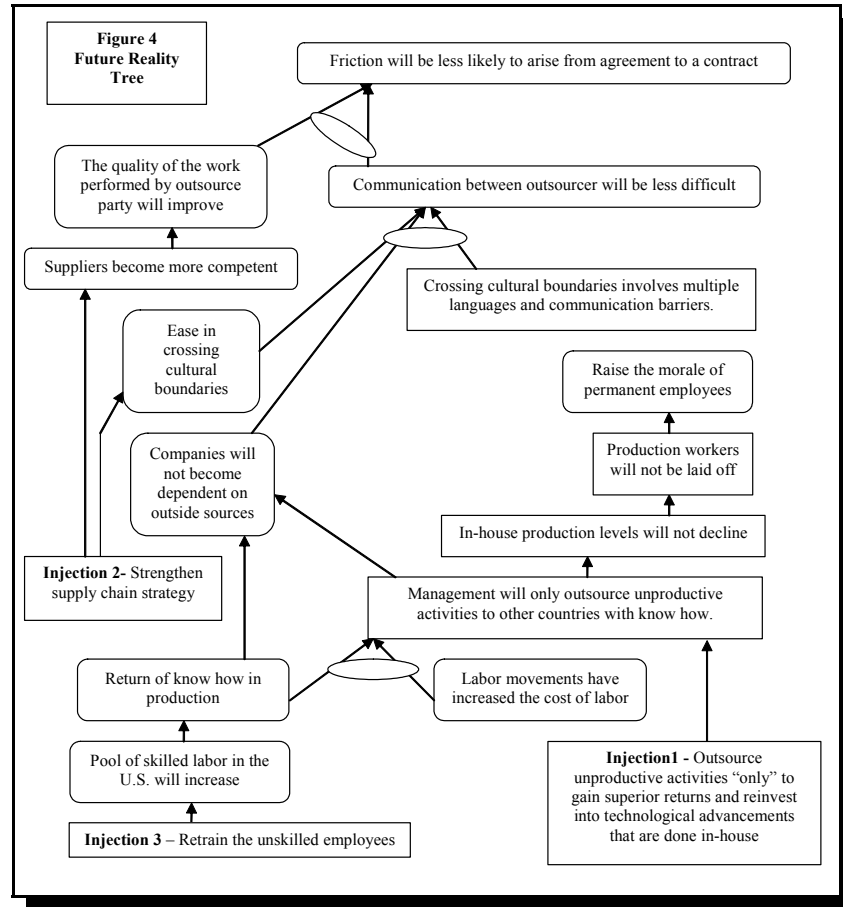 Figure 4
Future Reality
Tree
Friction will be less likely to arise from agreement to a contract
The quality of the work
performed by outsource
party will improve
Communication between outsourcer will be less difficult
Suppliers become more competent
Crossing cultural boundaries involves multiple
languages and communication barriers.
Ease in
crossing
cultural
boundaries
Raise the morale of
permanent employees
Companies will
not become
dependent on
outside sources
Production workers
will not be laid off
In-house production levels will not decline
Injection 2- Strengthen
supply chain strategy
Management will only outsource unproductive
activities to other countries with know how.
Return of know how in
production
Labor movements have
increased the cost of labor
Pool of skilled labor in the
U.S. will increase
Injection1 - Outsource
unproductive activities “only” to
gain superior returns and reinvest
into technological advancements
that are done in-house
Injection 3 – Retrain the unskilled employees